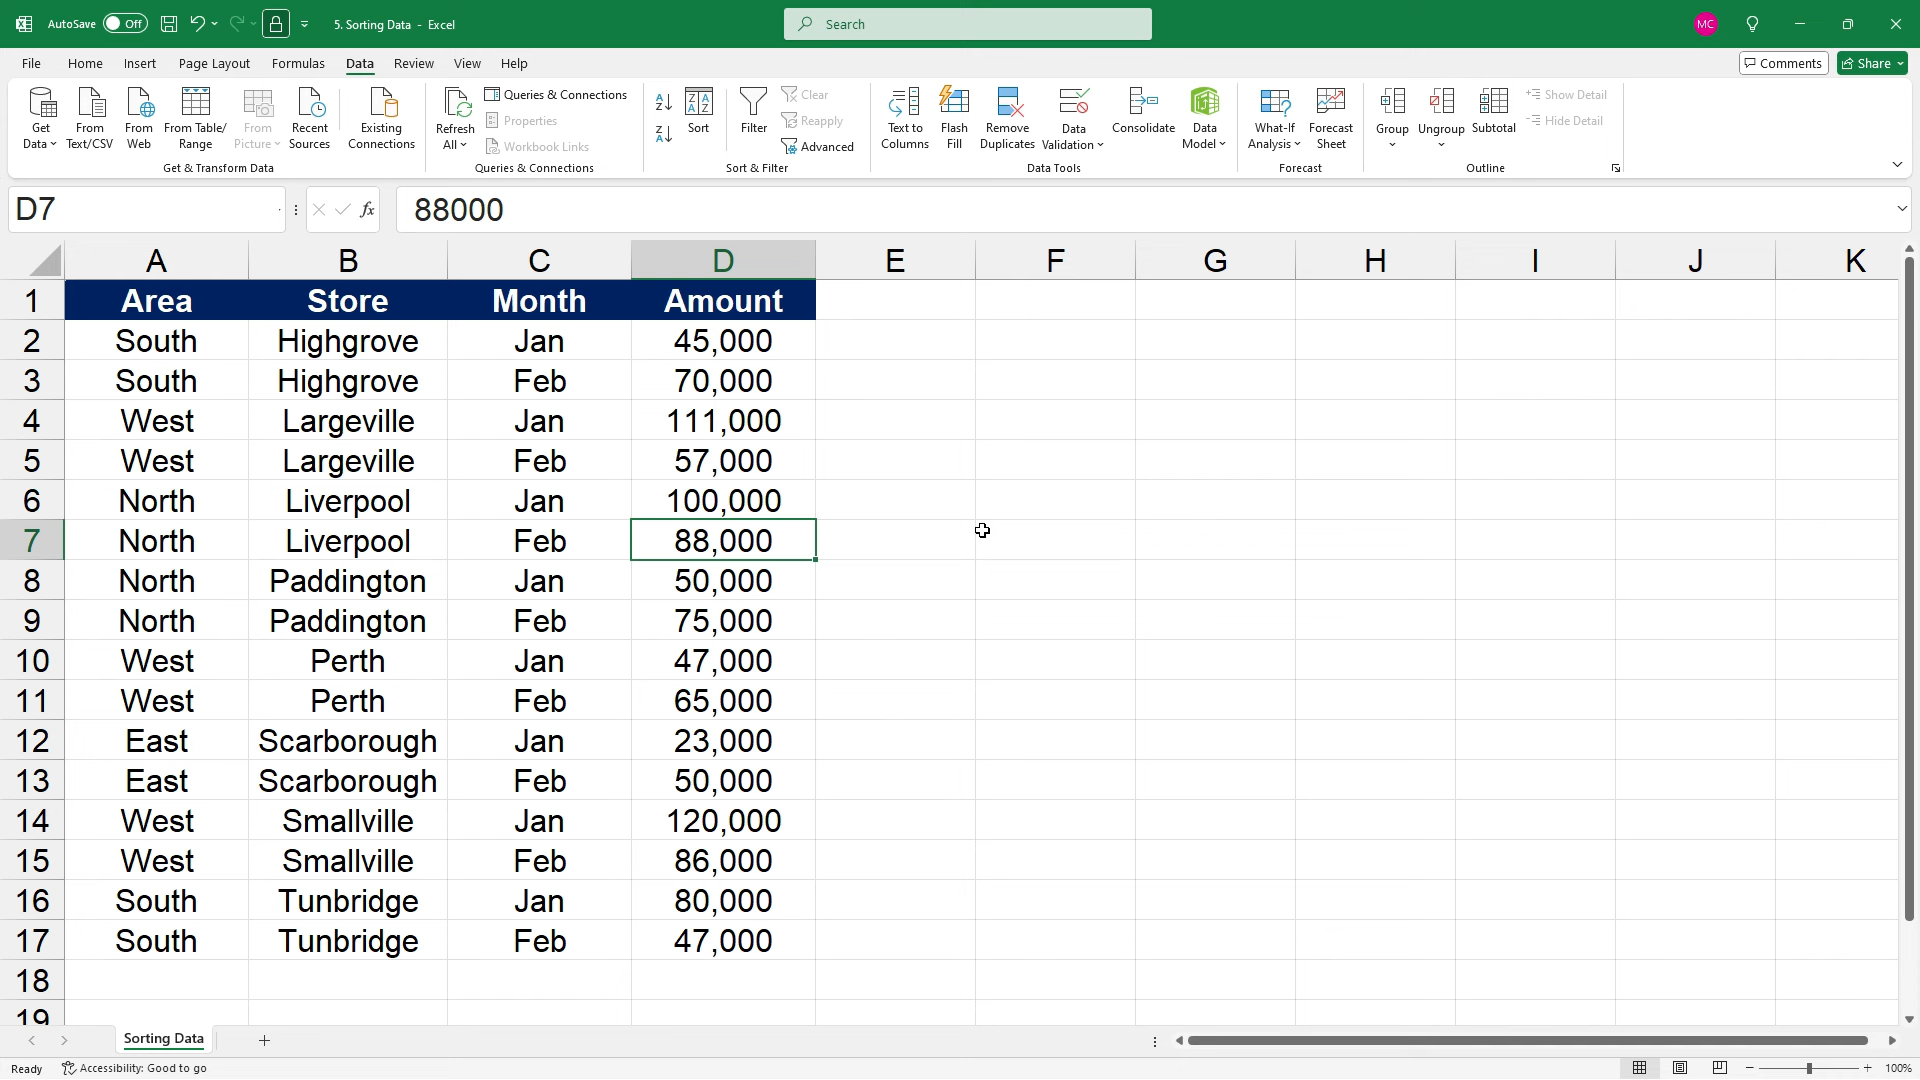 AutoSave Off 5. Sorting Data - Excel Search MC
File Home Insert Page Layout Formulas Data Review View Help Comments Share
Get Data From Text/CSV From Web From Table/ Range From Picture Recent Sources Existing Connections
Get & Transform Data
Refresh All Queries & Connections
Properties
Workbook Links
Queries & Connections
Sort Filter Clear
Reapply
Advanced
Sort & Filter
Text to Columns Flash Fill Remove Duplicates Data Validation Consolidate Data Model
Data Tools
What-If Analysis Forecast Sheet
Forecast
Group Ungroup Subtotal Show Detail
Hide Detail
Outline
D7 fx 88000
A B C D E F G H I J K
1 Area Store Month Amount
2 South Highgrove Jan 45,000
3 South Highgrove Feb 70,000
4 West Largeville Jan 111,000
5 West Largeville Feb 57,000
6 North Liverpool Jan 100,000
7 North Liverpool Feb 88,000
8 North Paddington Jan 50,000
9 North Paddington Feb 75,000
10 West Perth Jan 47,000
11 West Perth Feb 65,000
12 East Scarborough Jan 23,000
13 East Scarborough Feb 50,000
14 West Smallville Jan 120,000
15 West Smallville Feb 86,000
16 South Tunbridge Jan 80,000
17 South Tunbridge Feb 47,000
18
19
Sorting Data
Ready Accessibility: Good to go 100%